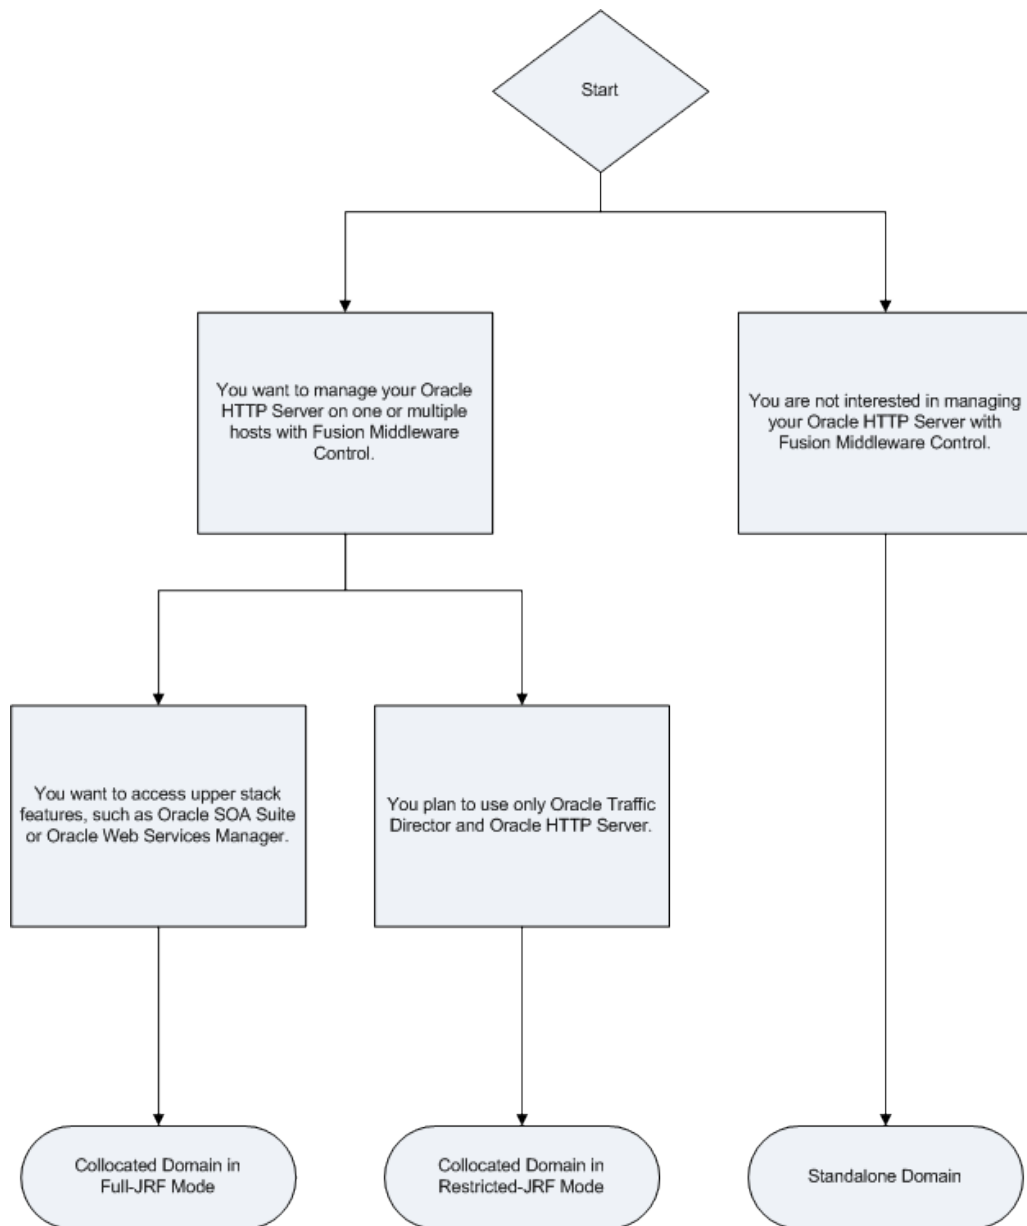 Start
You want to manage your Oracle
HTTP Server on one or multiple
hosts with Fusion Middleware
Control.
You are not interested in managing
your Oracle HTTP Server with
Fusion Middleware Control.
You want to access upper stack
features, such as Oracle SOA Suite
or Oracle Web Services Manager.
You plan to use only Oracle Traffic
Director and Oracle HTTP Server.
Collocated Domain in
Full-JRF Mode
Collocated Domain in
Restricted-JRF Mode
Standalone Domain